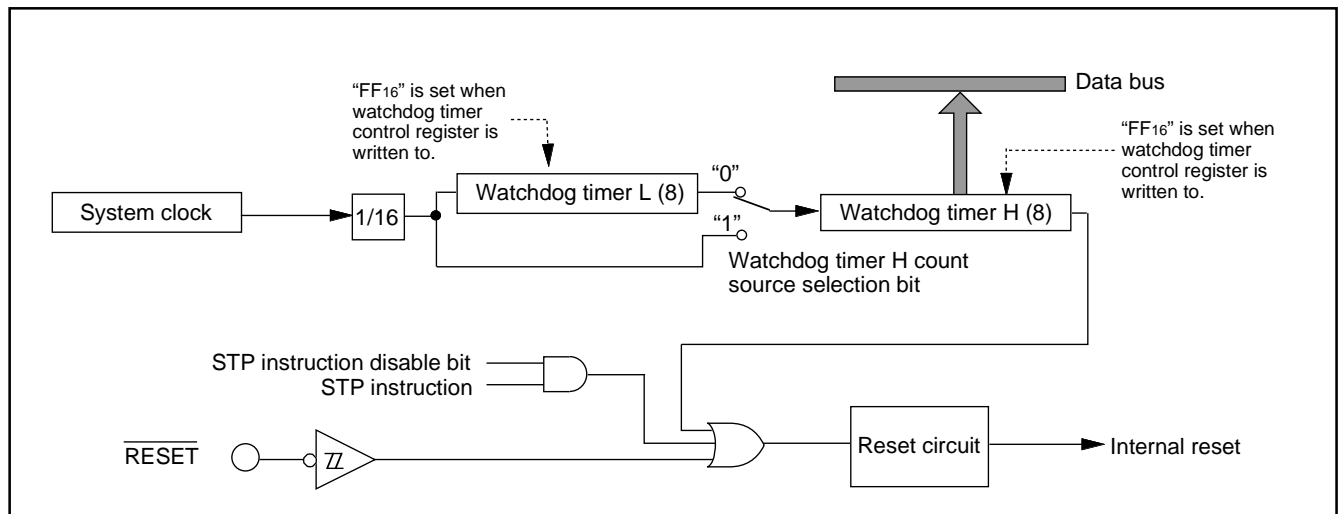 “FF16” is set when
watchdog timer
control register is
written to.
Data bus
“FF16” is set when
watchdog timer
control register is
written to.
System clock
1/16
Watchdog timer L (8)
“0”
“1”
Watchdog timer H (8)
Watchdog timer H count
source selection bit
STP instruction disable bit
STP instruction
RESET
Reset circuit
Internal reset